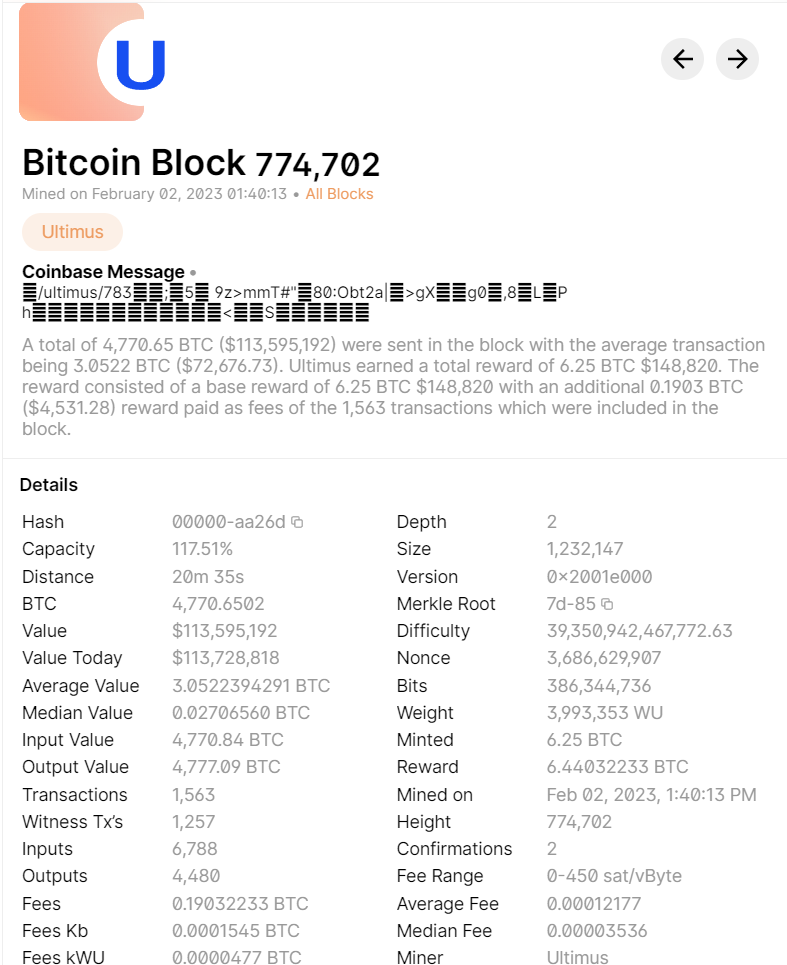 U
Bitcoin Block 774,702
Mined on February 02, 2023 01:40:13 • All Blocks
Ultimus
Coinbase Message •
䷀/ultimus/783䷀䷀;䷀5䷀ 9z>mmT#"䷀80:Obt2a|䷀>gX䷀䷀g0䷀,8䷀L䷀P
h䷀䷀䷀䷀䷀䷀䷀䷀䷀䷀䷀䷀<䷀䷀S䷀䷀䷀䷀䷀䷀
A total of 4,770.65 BTC ($113,595,192) were sent in the block with the average transaction
being 3.0522 BTC ($72,676.73). Ultimus earned a total reward of 6.25 BTC $148,820. The
reward consisted of a base reward of 6.25 BTC $148,820 with an additional 0.1903 BTC
($4,531.28) reward paid as fees of the 1,563 transactions which were included in the
block.
Details
Hash 00000-aa26d Depth 2
Capacity 117.51% Size 1,232,147
Distance 20m 35s Version 0×2001e000
BTC 4,770.6502 Merkle Root 7d-85
Value $113,595,192 Difficulty 39,350,942,467,772.63
Value Today $113,728,818 Nonce 3,686,629,907
Average Value 3.0522394291 BTC Bits 386,344,736
Median Value 0.02706560 BTC Weight 3,993,353 WU
Input Value 4,770.84 BTC Minted 6.25 BTC
Output Value 4,777.09 BTC Reward 6.44032233 BTC
Transactions 1,563 Mined on Feb 02, 2023, 1:40:13 PM
Witness Tx’s 1,257 Height 774,702
Inputs 6,788 Confirmations 2
Outputs 4,480 Fee Range 0-450 sat/vByte
Fees 0.19032233 BTC Average Fee 0.00012177
Fees Kb 0.0001545 BTC Median Fee 0.00003536
Fees kWU 0.0000477 BTC Miner Ultimus